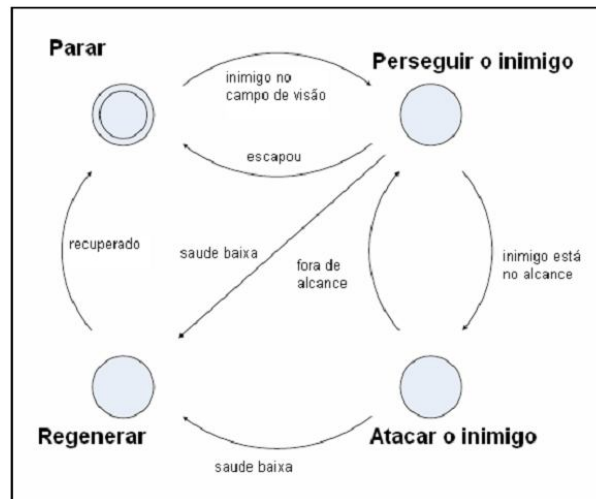 Parar
inimigo no
campo de visão
Perseguir o inimigo
escapou
recuperado
saude baixa
fora de
alcance
inimigo está
no alcance
Regenerar
Atacar o inimigo
saude baixa